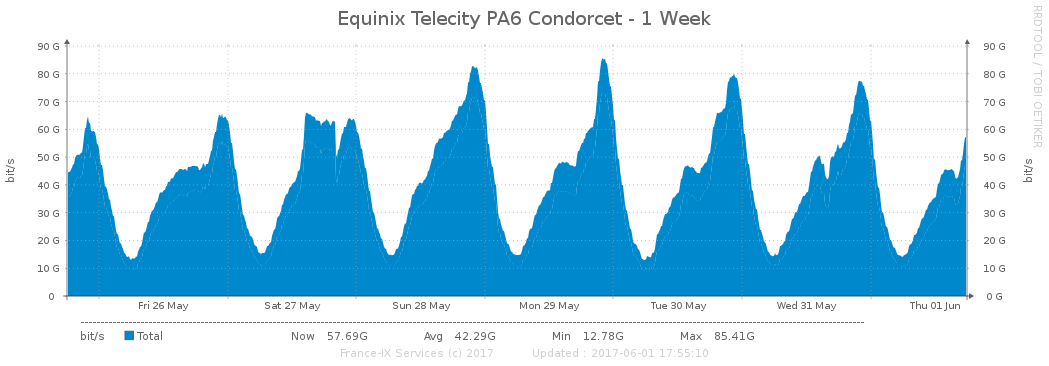 Equinix Telecity PA6 Condorcet - 1 Week
RRDTOOL / TOBI OETIKER
90 G 90 G
80 G 80 G
70 G 70 G
60 G 60 G
50 G 50 G
40 G 40 G
30 G 30 G
20 G 20 G
10 G 10 G
0 0 G
bit/s
bit/s
Fri 26 May Sat 27 May Sun 28 May Mon 29 May Tue 30 May Wed 31 May Thu 01 Jun
bit/s Total Now 57.69G Avg 42.29G Min 12.78G Max 85.41G
France-IX Services (c) 2017 Updated : 2017-06-01 17:55:10